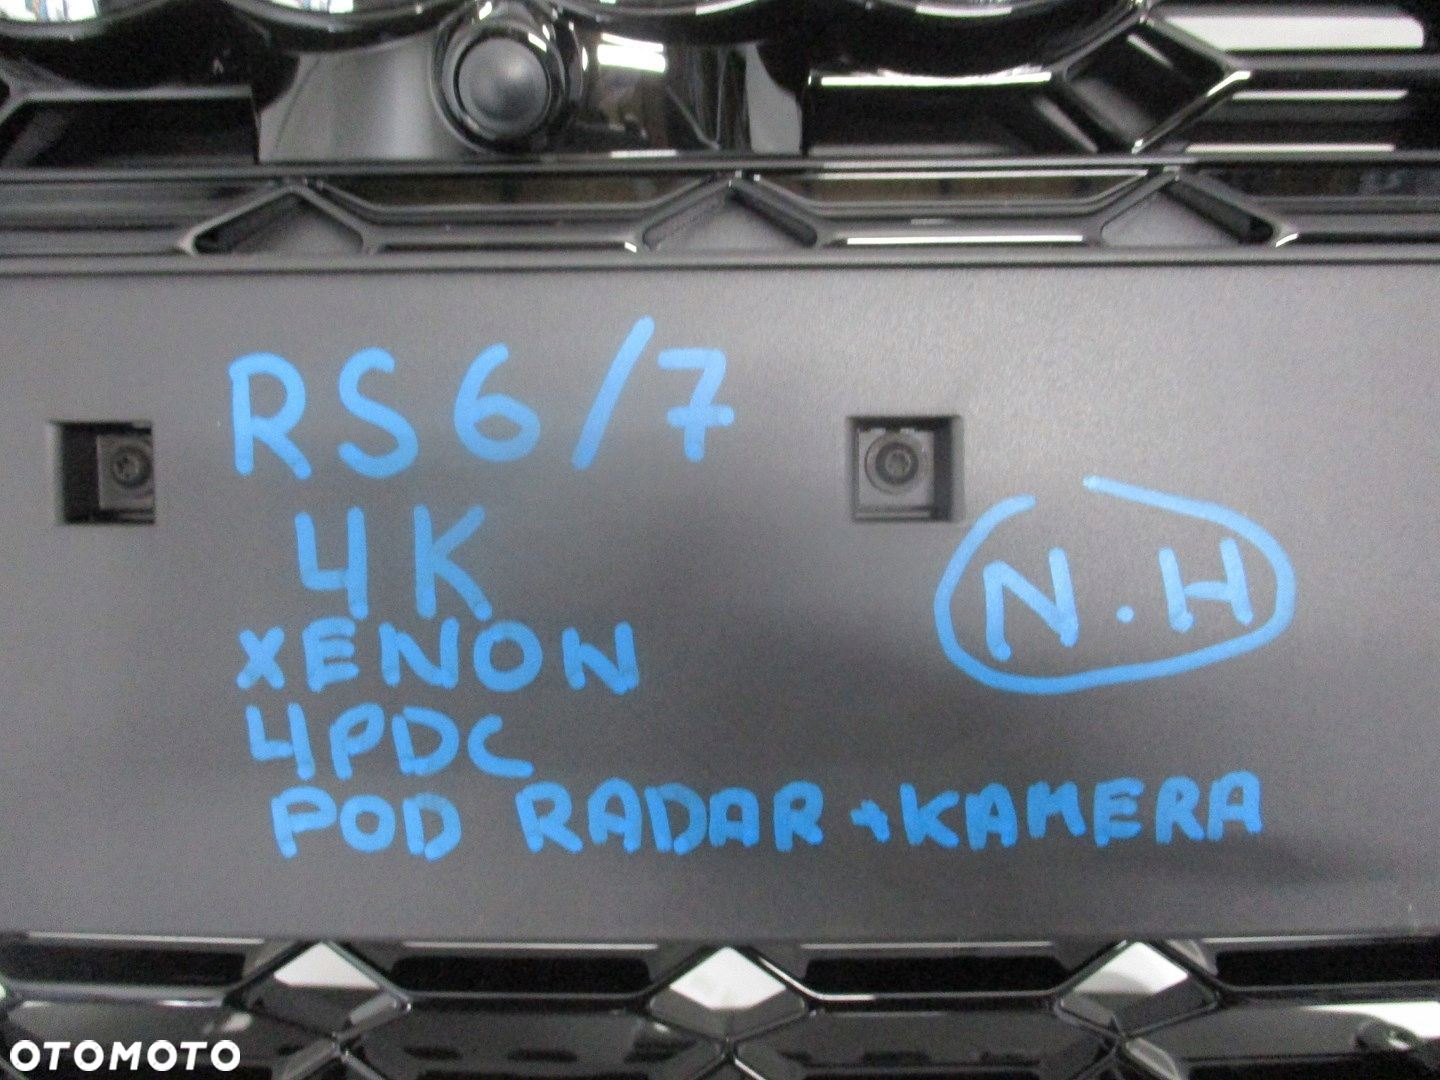 RS6/7
4K
N.H
XENON
4PDC
POD RADAR + KAMERA
OTOMOTO